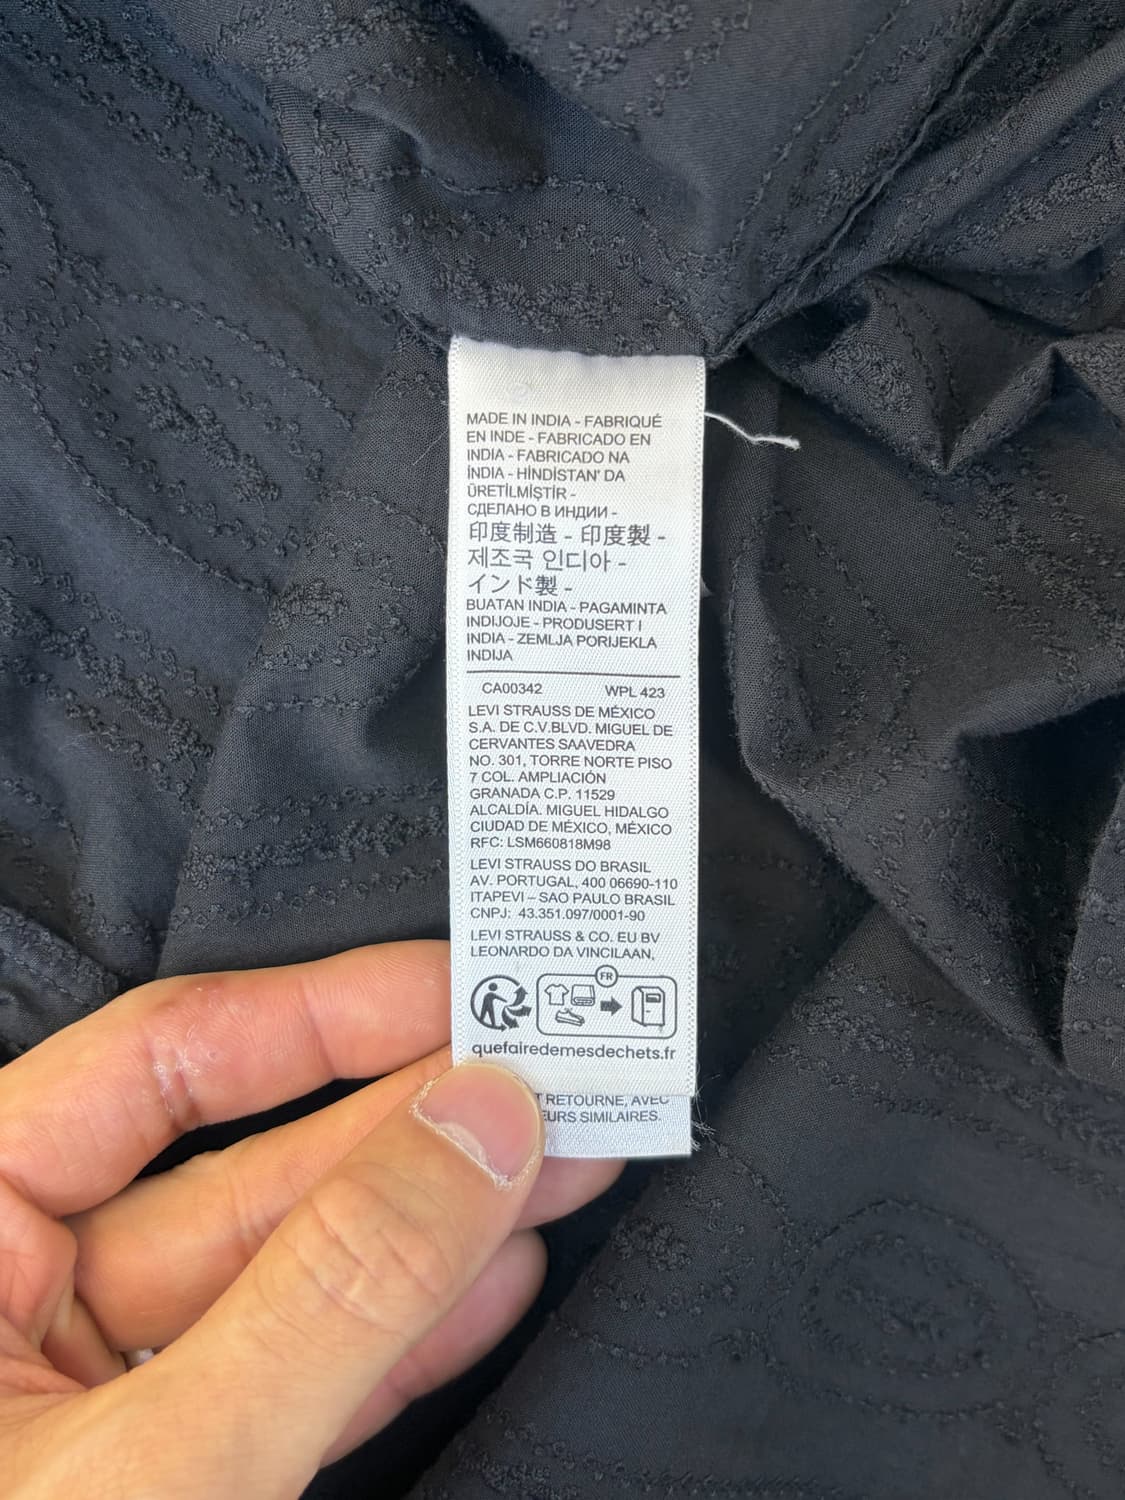 MADE IN INDIA - FABRIQUÉ
EN INDE - FABRICADO EN
INDIA - FABRICADO NA
ÍNDIA - HİNDİSTAN' DA
ÜRETİLMİŞTİR -
СДЕЛАНО В ИНДИИ -
印度制造 - 印度製 -
제조국 인디아 -
インド製 -
BUATAN INDIA - PAGAMINTA
INDIJOJE - PRODUSERT I
INDIA - ZEMLJA PORIJEKLA
INDIJA
CA00342 WPL 423
LEVI STRAUSS DE MÉXICO
S.A. DE C.V.BLVD. MIGUEL DE
CERVANTES SAAVEDRA
NO. 301, TORRE NORTE PISO
7 COL. AMPLIACIÓN
GRANADA C.P. 11529
ALCALDÍA. MIGUEL HIDALGO
CIUDAD DE MÉXICO, MÉXICO
RFC: LSM660818M98
LEVI STRAUSS DO BRASIL
AV. PORTUGAL, 400 06690-110
ITAPEVI – SAO PAULO BRASIL
CNPJ: 43.351.097/0001-90
LEVI STRAUSS & CO. EU BV
LEONARDO DA VINCILAAN,
FR
quefairedemesdechets.fr
RETOURNE, AVEC
SIMILAIRES.